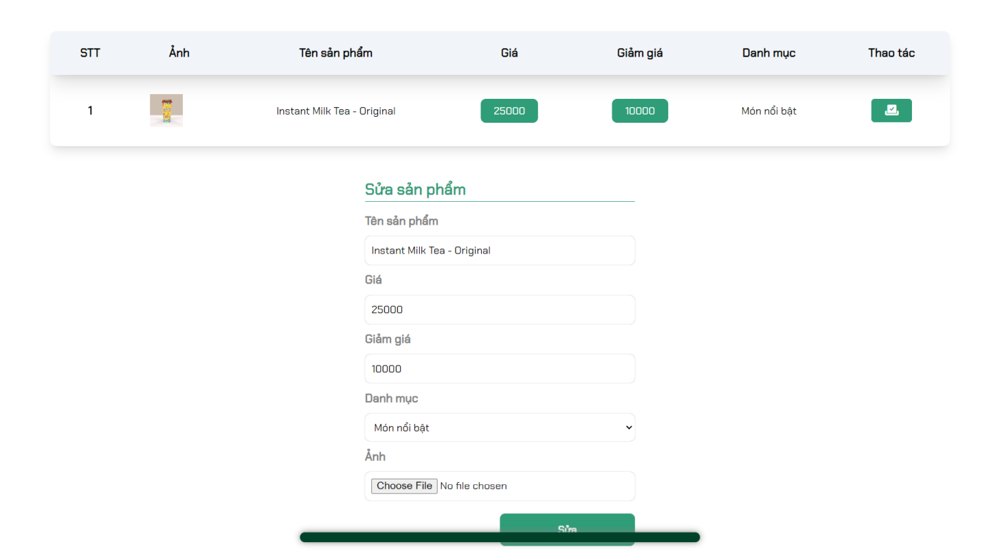 STT Ảnh Tên sản phẩm Giá Giảm giá Danh mục Thao tác
1 Instant Milk Tea - Original 25000 10000 Món nổi bật
Sửa sản phẩm
Tên sản phẩm
Instant Milk Tea - Original
Giá
25000
Giảm giá
10000
Danh mục
Món nổi bật
Ảnh
Choose File No file chosen
Sửa